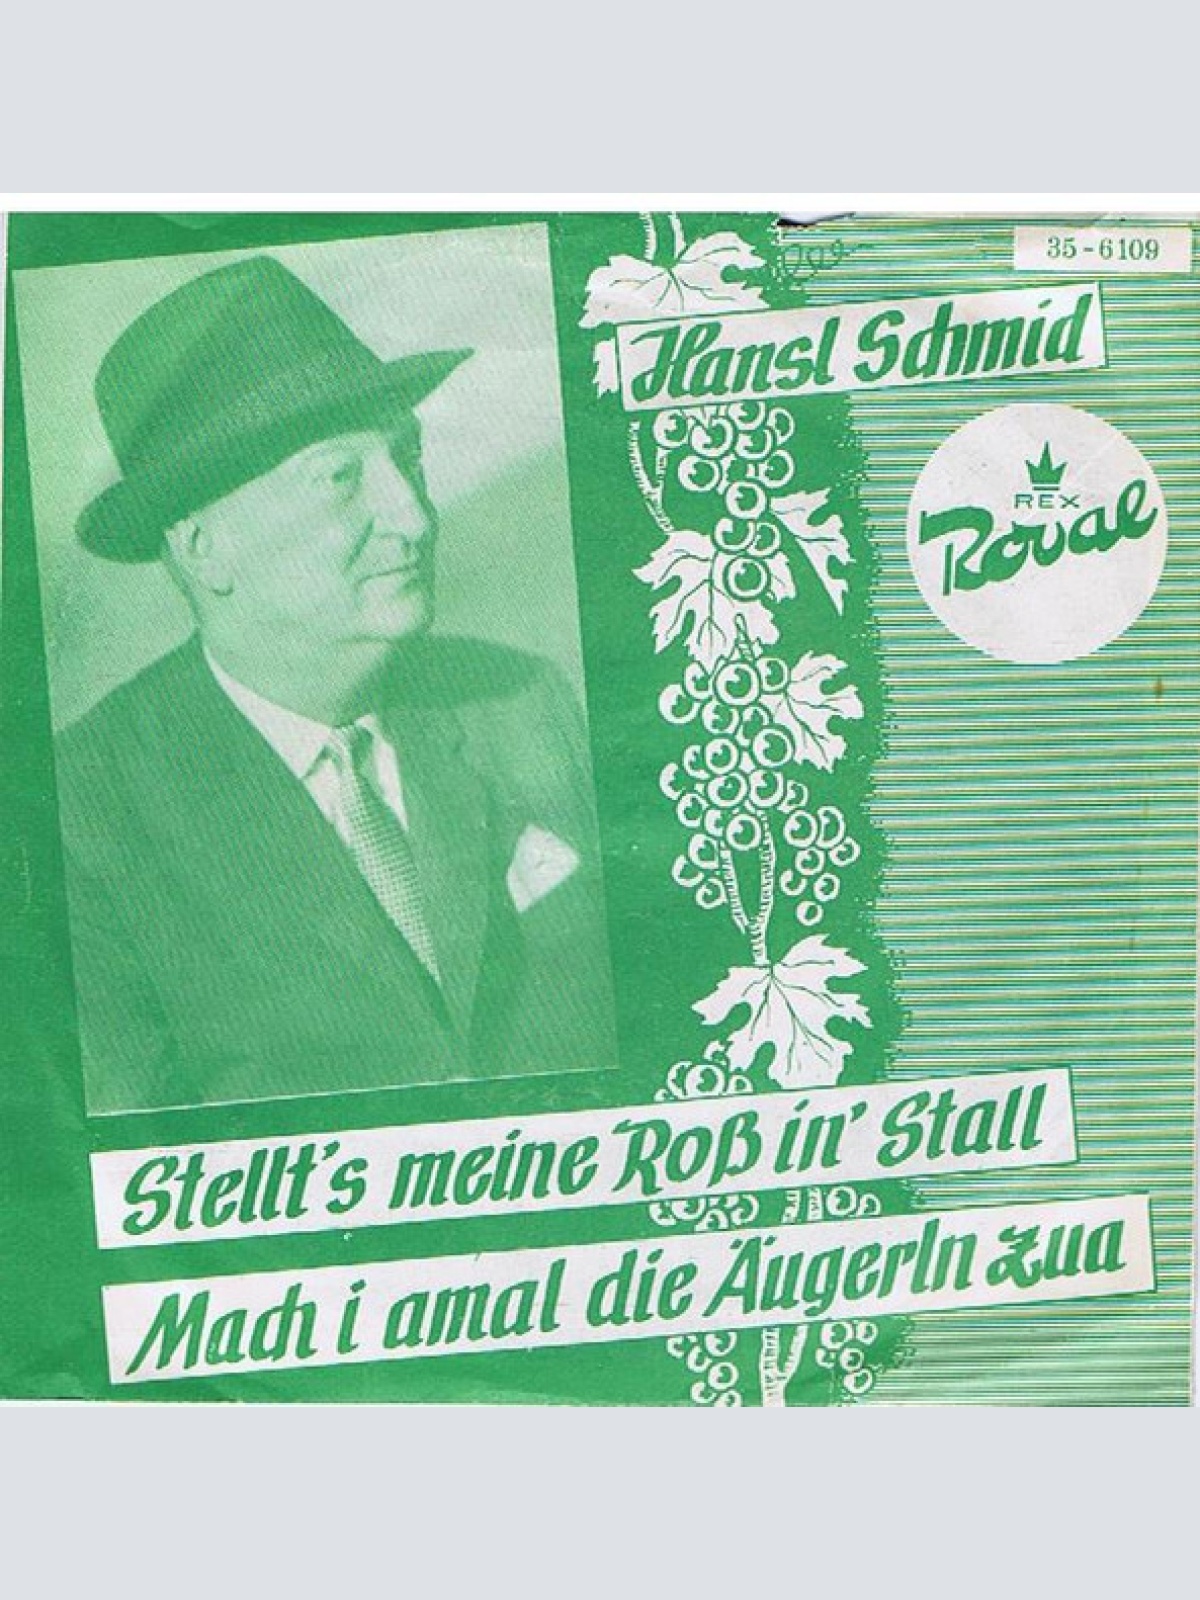 35-6109
Hansl Schmid
REX
Royal
Stellt's meine Roß in' Stall
Mach i amal die Äugerln zua